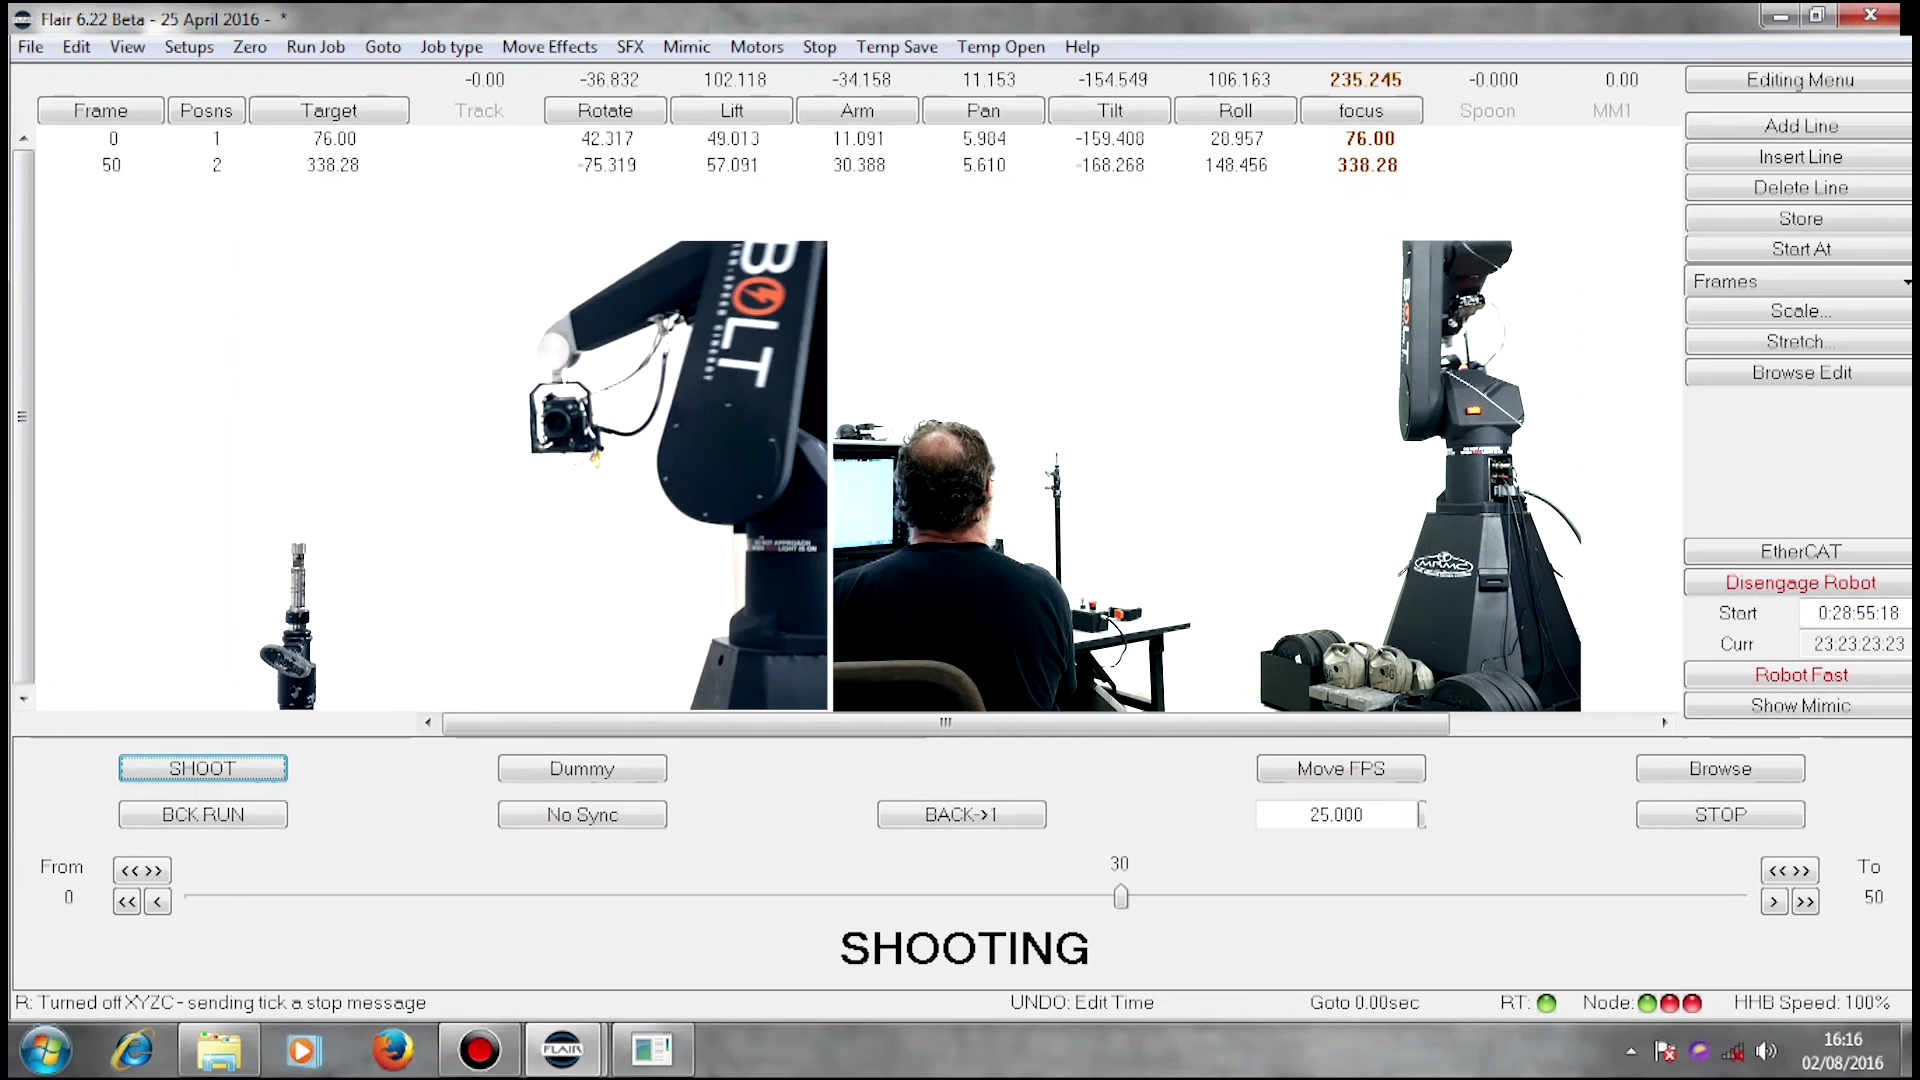 Flair 6.22 Beta - 25 April 2016 - *
File Edit View Setups Zero Run Job Goto Job type Move Effects SFX Mimic Motors Stop Temp Save Temp Open Help
-0.00 -36.832 102.118 -34.158 11.153 -154.549 106.163 235.245 -0.000 0.00
Frame Posns Target Track Rotate Lift Arm Pan Tilt Roll focus Spoon MM1
0 1 76.00 42.317 49.013 11.091 5.984 -159.408 28.957 76.00
50 2 338.28 -75.319 57.091 30.388 5.610 -168.268 148.456 338.28
Editing Menu
Add Line
Insert Line
Delete Line
Store
Start At
Frames
Scale...
Stretch...
Browse Edit
EtherCAT
Disengage Robot
Start 0:28:55:18
Curr 23:23:23:23
Robot Fast
Show Mimic
BOLT
BOLT
MRMC
SHOOT Dummy Move FPS Browse
BCK RUN No Sync BACK->1 25.000 STOP
From << >> 30 << >> To
0 << < > >> 50
SHOOTING
R: Turned off XYZC - sending tick a stop message UNDO: Edit Time Goto 0.00sec RT: Node: HHB Speed: 100%
FLAIR
16:16
02/08/2016